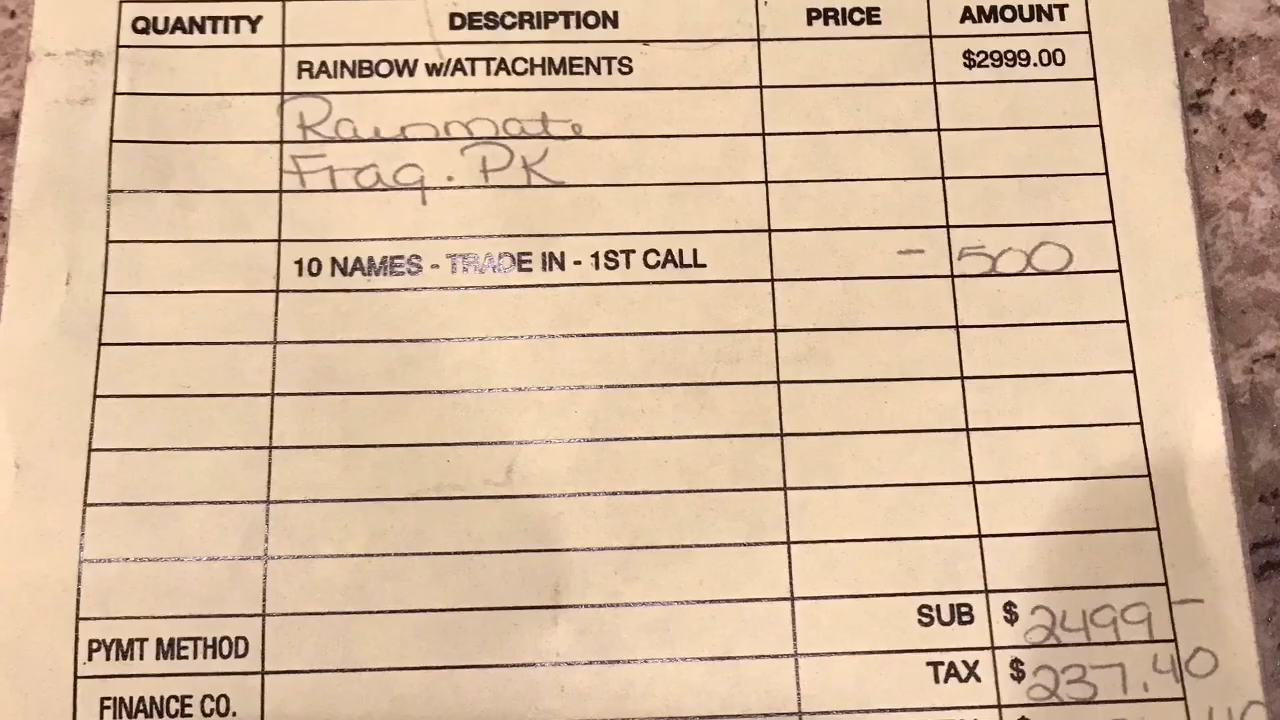 QUANTITY DESCRIPTION PRICE AMOUNT
RAINBOW w/ATTACHMENTS $2999.00
Rainmate
Frag. PK
10 NAMES - TRADE IN - 1ST CALL - 500
SUB $ 2499 -
PYMT METHOD
TAX $ 237.40
FINANCE CO.